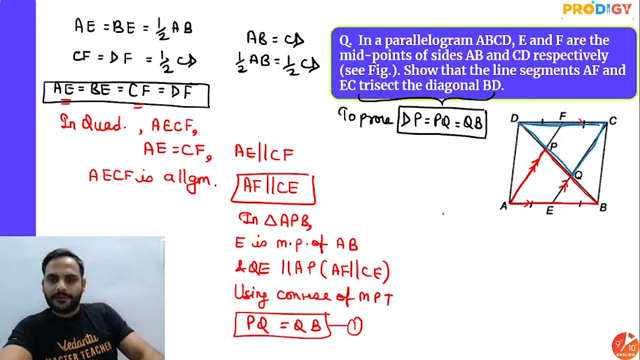 PRODIGY
AE = BE = 1/2 AB
CF = DF = 1/2 CD
AE = BE = CF = DF
AB = CD
1/2 AB = 1/2 CD
Q. In a parallelogram ABCD, E and F are the
mid-points of sides AB and CD respectively
(see Fig.). Show that the line segments AF and
EC trisect the diagonal BD.
To prove DP = PQ = QB
In Quad., AECF,
AE = CF, AE || CF
AECF is a llgm.
AF || CE
In △ APB,
E is m.p. of AB
& QE || AP (AF || CE)
Using converse of MPT
PQ = QB —①
D F C
P
Q
A E B
Vedantu
MASTER TEACHER
9 10
CRIMSON